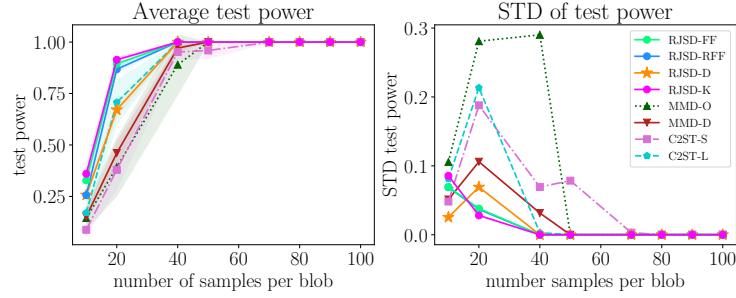 Average test power
test power
1.00
0.75
0.50
0.25
20
40
60
80
100
number of samples per blob
STD of test power
STD test power
0.3
0.2
0.1
0.0
RJSD-FF
RJSD-RFF
RJSD-D
RJSD-K
MMD-O
MMD-D
C2ST-S
C2ST-L
20
40
60
80
100
number samples per blob